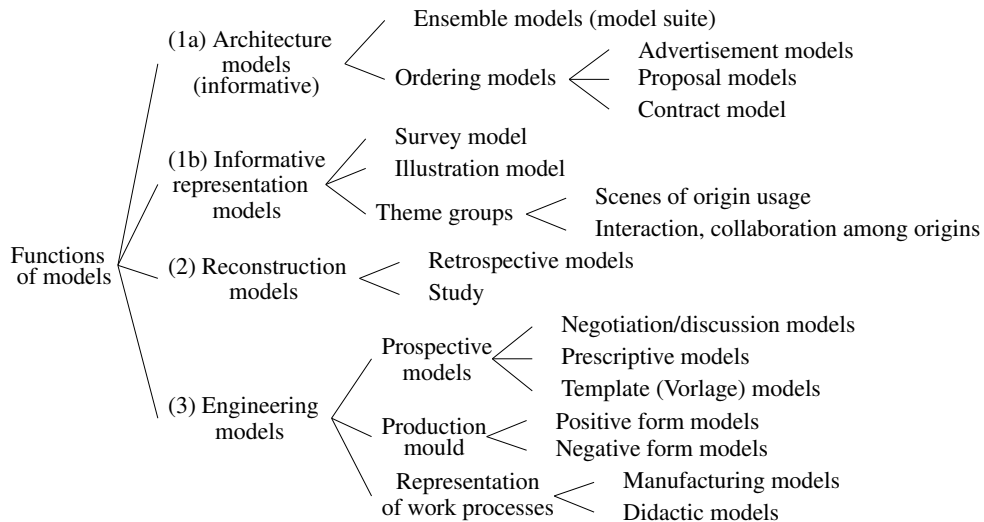 Functions
of models
(1a) Architecture
models
(informative)
Ensemble models (model suite)
Ordering models
Advertisement models
Proposal models
Contract model
(1b) Informative
representation
models
Survey model
Illustration model
Theme groups
Scenes of origin usage
Interaction, collaboration among origins
(2) Reconstruction
models
Retrospective models
Study
(3) Engineering
models
Prospective
models
Negotiation/discussion models
Prescriptive models
Template (Vorlage) models
Production
mould
Positive form models
Negative form models
Representation
of work processes
Manufacturing models
Didactic models